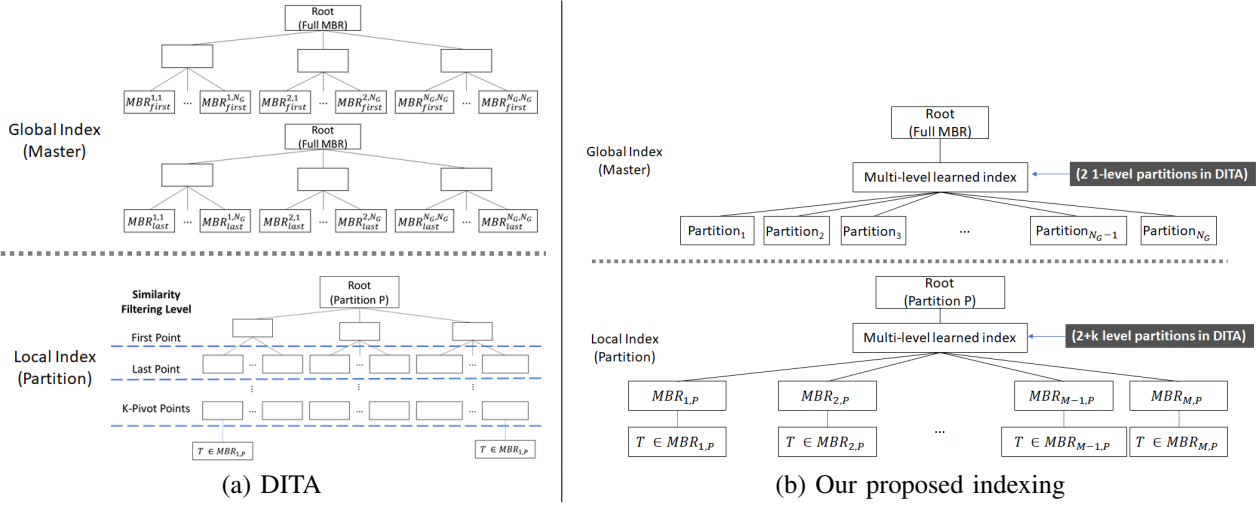 Root
(Full MBR)
MBR^{1,1}_{first} ... MBR^{1,N_G}_{first} MBR^{2,1}_{first} ... MBR^{2,N_G}_{first} MBR^{N_G,N_G}_{first} ... MBR^{N_G,N_G}_{first}
Global Index
(Master)
Root
(Full MBR)
MBR^{1,1}_{last} ... MBR^{1,N_G}_{last} MBR^{2,1}_{last} ... MBR^{2,N_G}_{last} MBR^{N_G,N_G}_{last} ... MBR^{N_G,N_G}_{last}
Similarity
Filtering Level
Root
(Partition P)
First Point
Local Index
(Partition)
Last Point
... ... ...
⋮ ⋮
K-Pivot Points
... ... ...
T ∈ MBR_{1,P} T ∈ MBR_{1,P}
(a) DITA
Root
(Full MBR)
Global Index
(Master)
Multi-level learned index
(2 1-level partitions in DITA)
Partition_1 Partition_2 Partition_3 ... Partition_{N_G−1} Partition_{N_G}
Root
(Partition P)
Local Index
(Partition)
Multi-level learned index
(2+k level partitions in DITA)
MBR_{1,P} MBR_{2,P} MBR_{M−1,P} MBR_{M,P}
...
T ∈ MBR_{1,P} T ∈ MBR_{2,P} T ∈ MBR_{M−1,P} T ∈ MBR_{M,P}
(b) Our proposed indexing